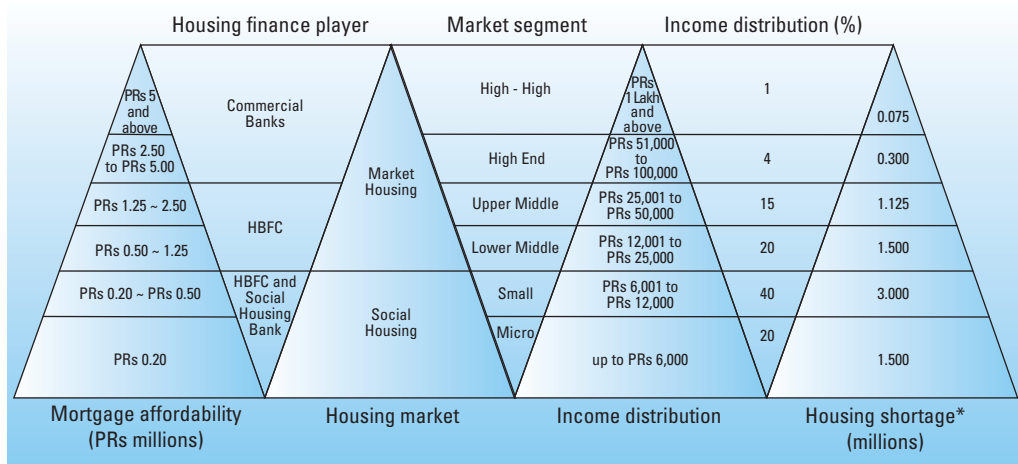 Housing finance player
Market segment
Income distribution (%)
PRs 5
and
above
Commercial
Banks
High - High
PRs
1 Lakh
and
above
1
0.075
PRs 2.50
to PRs 5.00
Market
Housing
High End
PRs 51,000
to
PRs 100,000
4
0.300
PRs 1.25 ~ 2.50
HBFC
Upper Middle
PRs 25,001 to
PRs 50,000
15
1.125
PRs 0.50 ~ 1.25
Lower Middle
PRs 12,001 to
PRs 25,000
20
1.500
PRs 0.20 ~ PRs 0.50
HBFC and
Social
Housing
Bank
Social
Housing
Small
PRs 6,001 to
PRs 12,000
40
3.000
PRs 0.20
Micro
up to PRs 6,000
20
1.500
Mortgage affordability
(PRs millions)
Housing market
Income distribution
Housing shortage*
(millions)